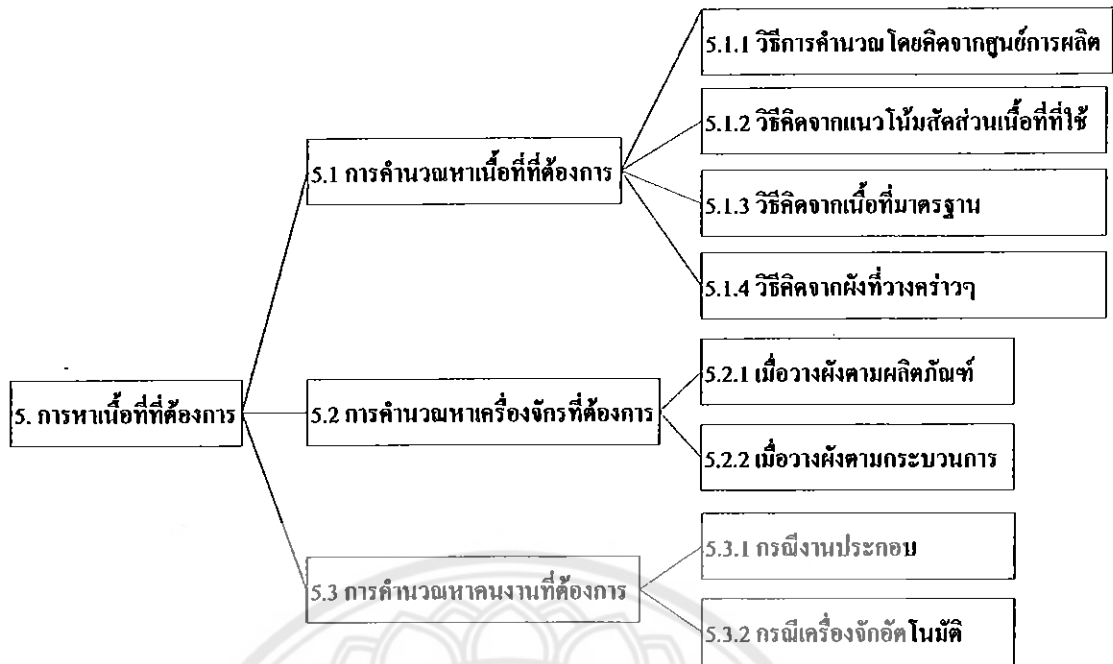 5. การหาเนื้อที่ที่ต้องการ
5.1 การคำนวณหาเนื้อที่ที่ต้องการ
5.1.1 วิธีการคำนวณโดยคิดจากศูนย์การผลิต
5.1.2 วิธีคิดจากแนวโน้มสัดส่วนเนื้อที่ที่ใช้
5.1.3 วิธีคิดจากเนื้อที่มาตรฐาน
5.1.4 วิธีคิดจากผังที่วางคร่าวๆ
5.2 การคำนวณหาเครื่องจักรที่ต้องการ
5.2.1 เมื่อวางผังตามผลิตภัณฑ์
5.2.2 เมื่อวางผังตามกระบวนการ
5.3 การคำนวณหาคนงานที่ต้องการ
5.3.1 กรณีงานประกอบ
5.3.2 กรณีเครื่องจักอัตโนมัติ